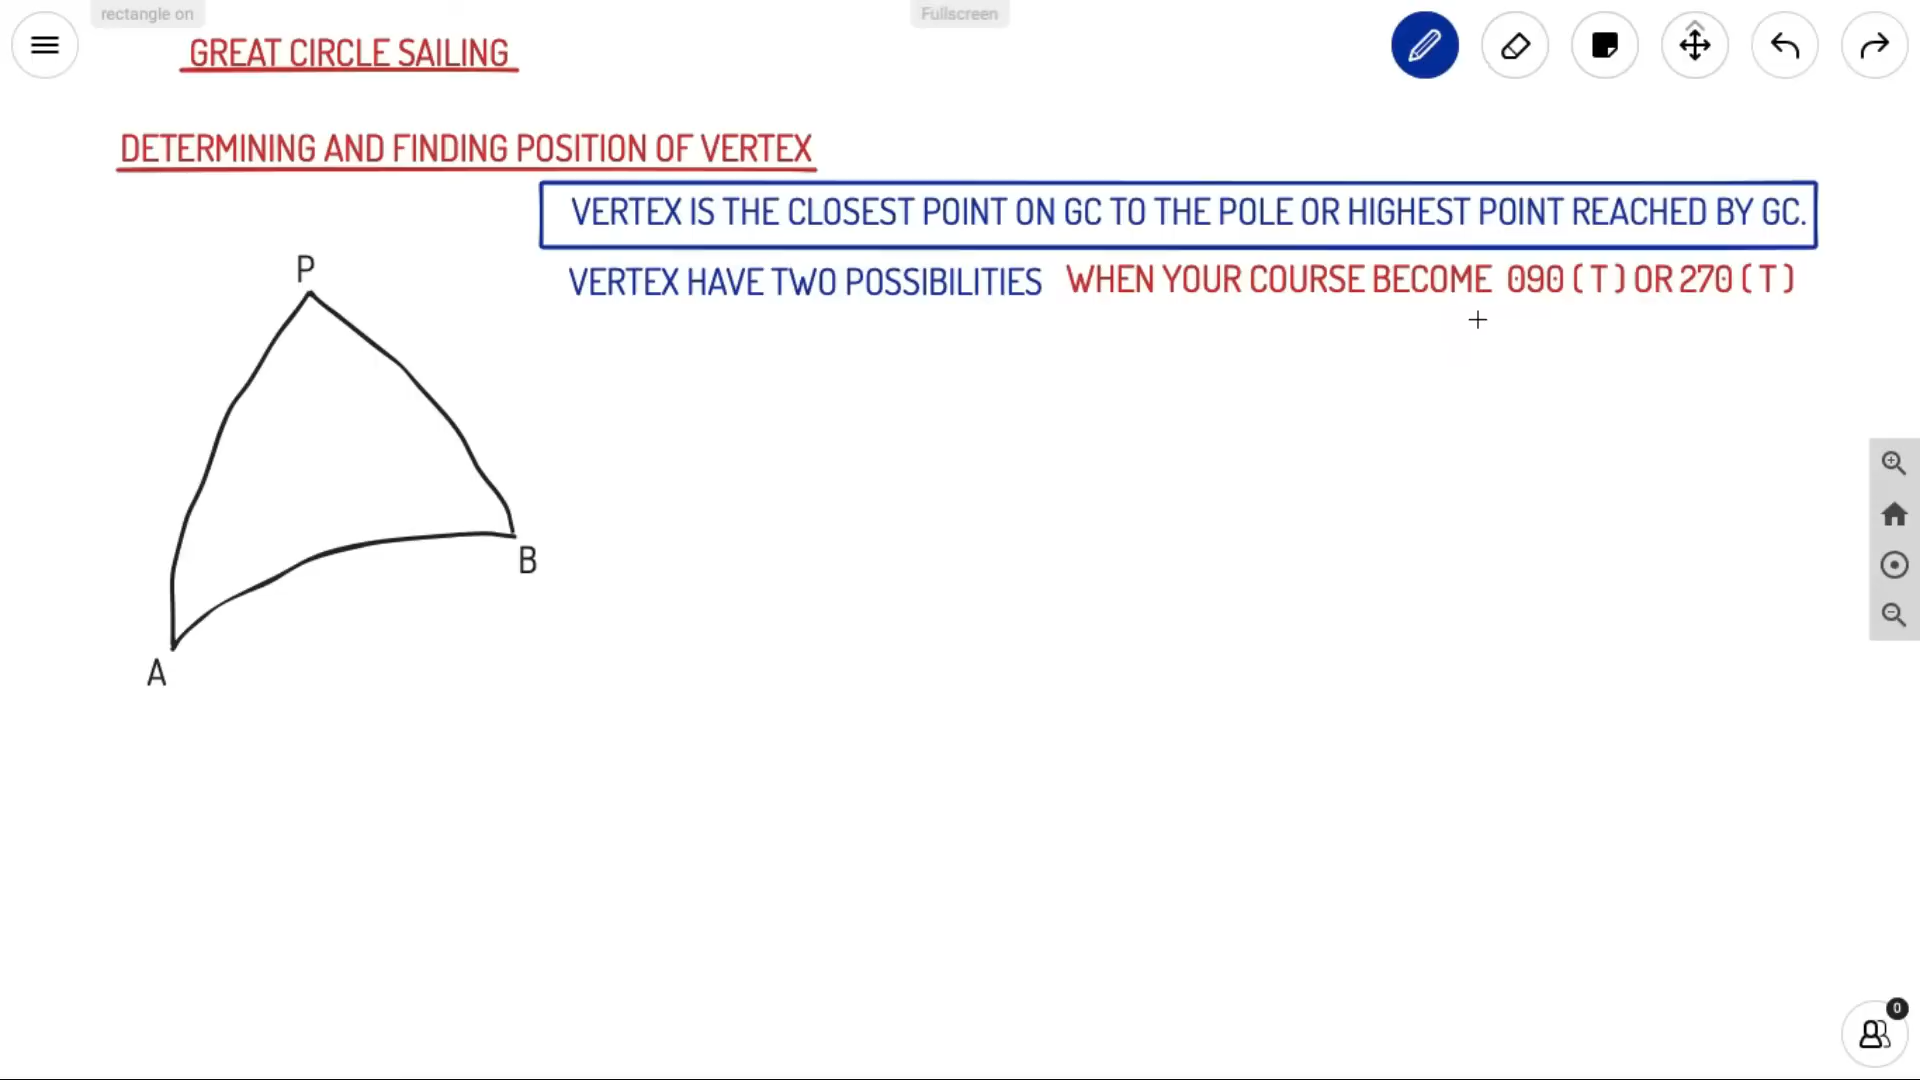 rectangle on
Fullscreen
GREAT CIRCLE SAILING
DETERMINING AND FINDING POSITION OF VERTEX
VERTEX IS THE CLOSEST POINT ON GC TO THE POLE OR HIGHEST POINT REACHED BY GC.
VERTEX HAVE TWO POSSIBILITIES WHEN YOUR COURSE BECOME 090 ( T ) OR 270 ( T )
P
B
A
0